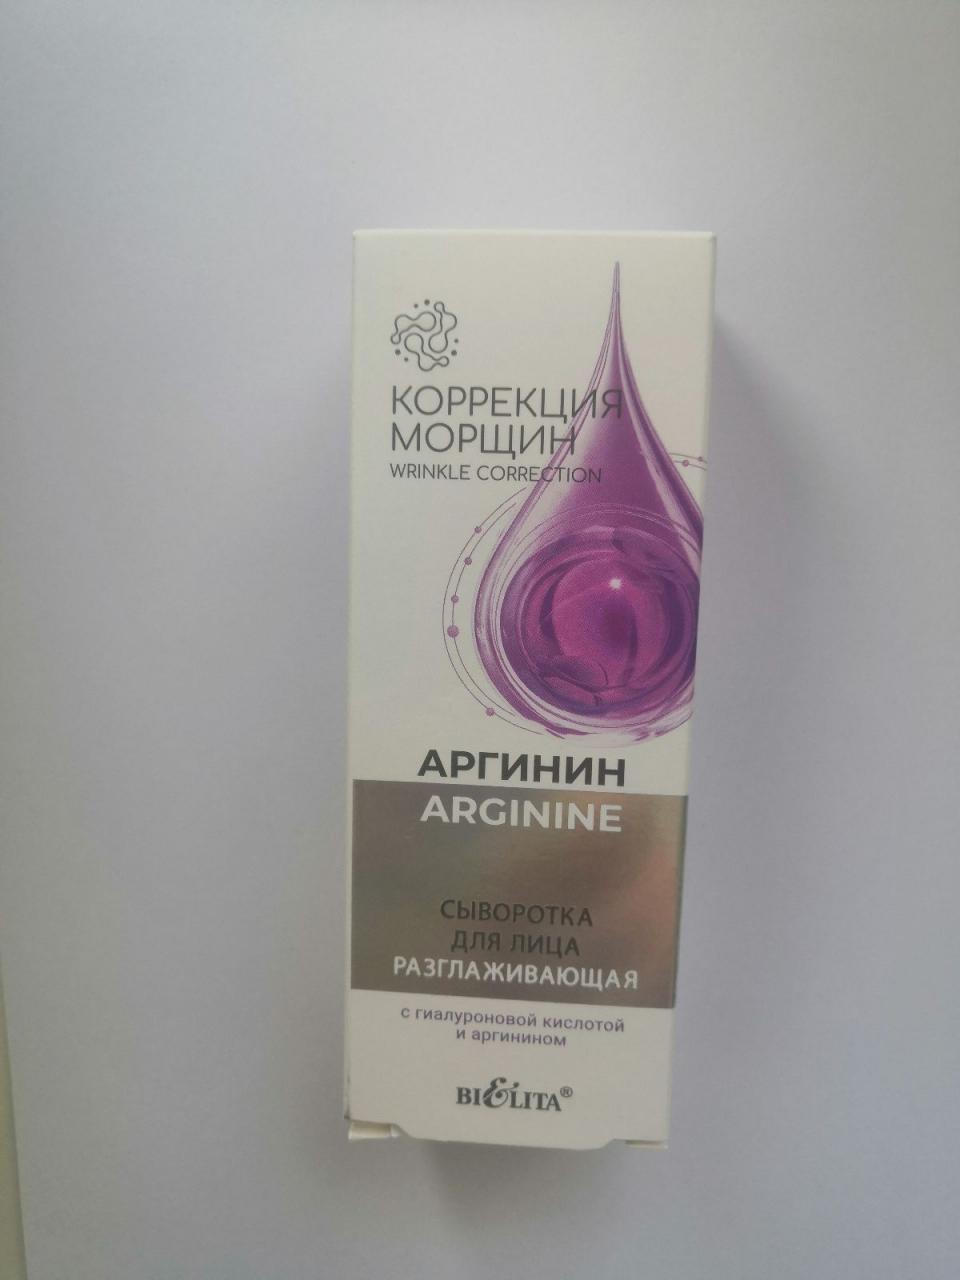 КОРРЕКЦИЯ
МОРЩИН
WRINKLE CORRECTION
АРГИНИН
ARGININE
СЫВОРОТКА
ДЛЯ ЛИЦА
РАЗГЛАЖИВАЮЩАЯ
с гиалуроновой кислотой
и аргинином
BIELITA®